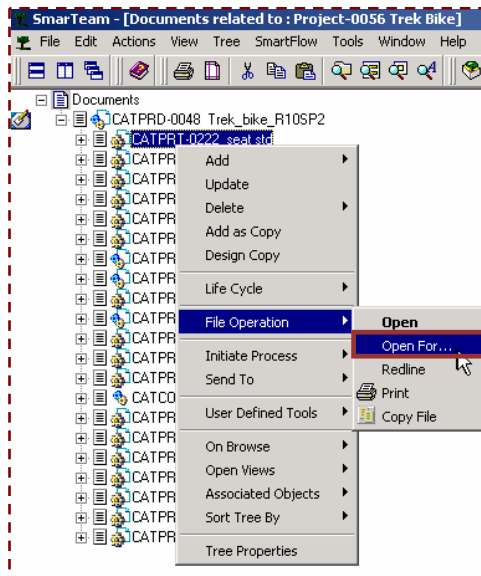 SmarTeam - [Documents related to : Project-0056 Trek Bike]
File Edit Actions View Tree SmartFlow Tools Window Help
Documents
CATPRD-0048 Trek_bike_R10SP2
CATPRT-0222 seat std
CATPR
CATPR
CATPR
CATPR
CATPR
CATPR
CATPR
CATPR
CATPR
CATPR
CATPR
CATPR
CATCO
CATPR
CATPR
CATPR
CATPR
CATPR
CATPR
CATPR
Add
Update
Delete
Add as Copy
Design Copy
Life Cycle
File Operation
Initiate Process
Send To
User Defined Tools
On Browse
Open Views
Associated Objects
Sort Tree By
Tree Properties
Open
Open For...
Redline
Print
Copy File